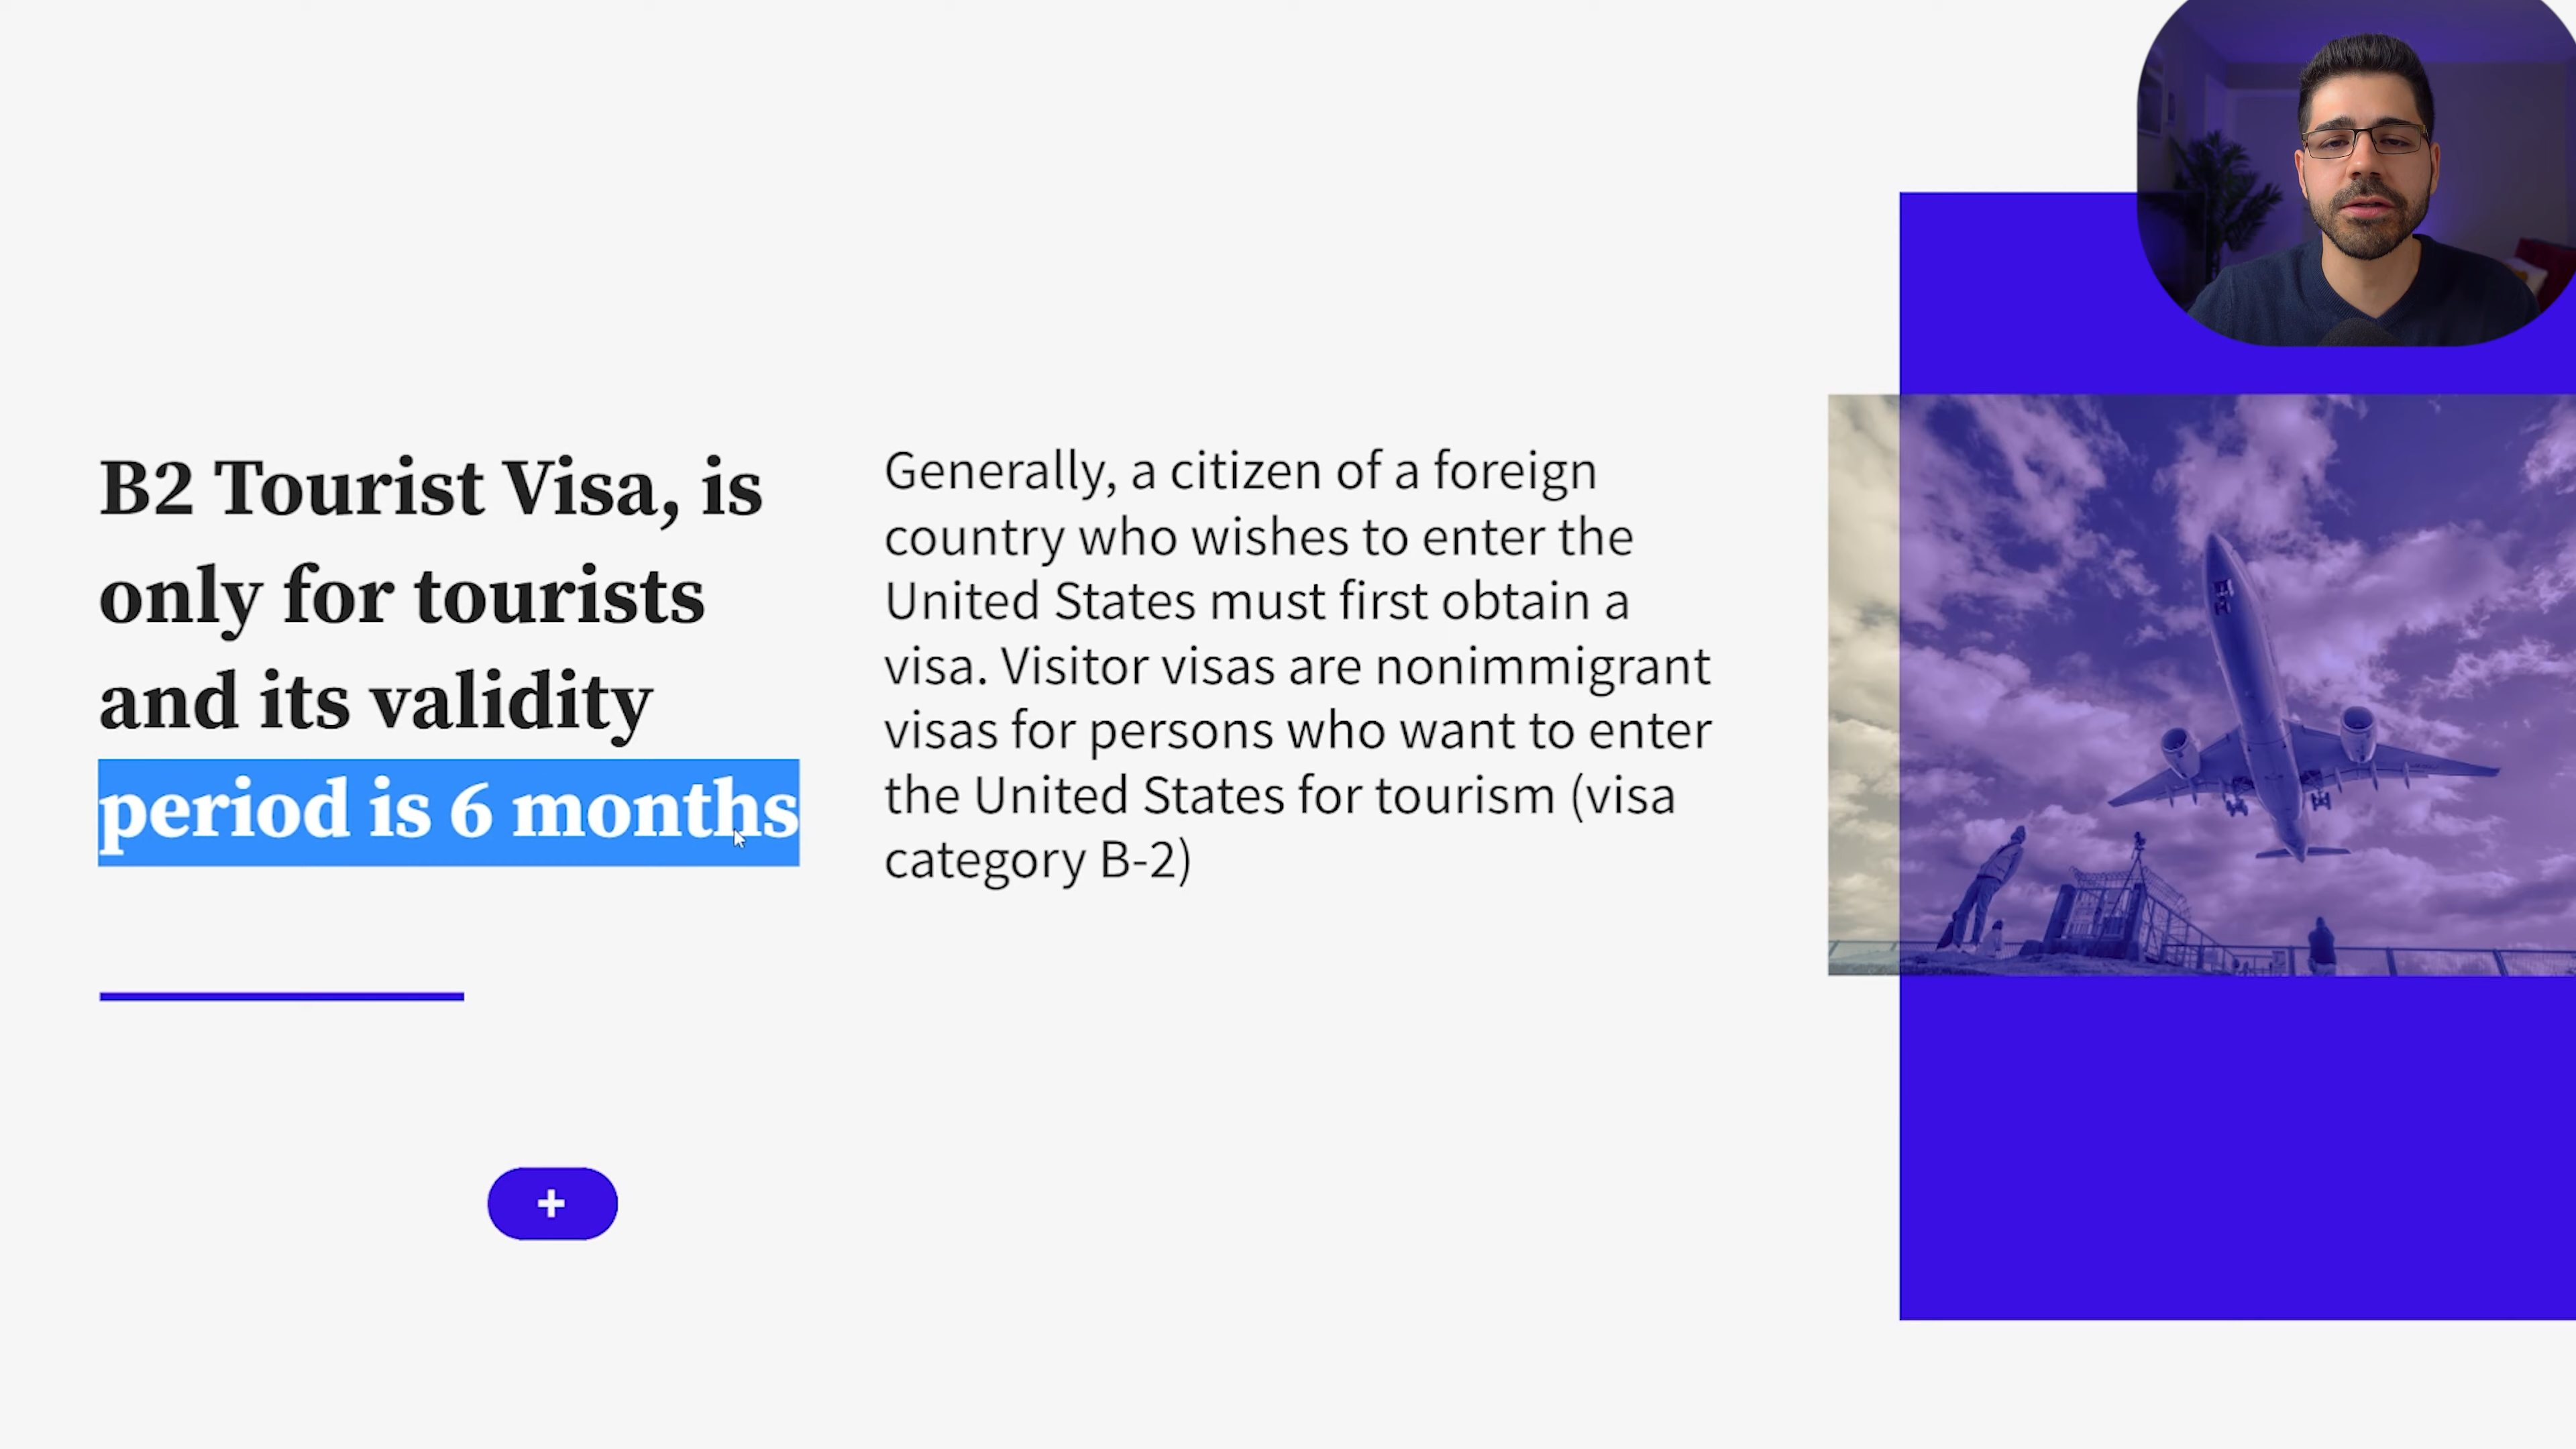 B2 Tourist Visa, is
only for tourists
and its validity
period is 6 months
Generally, a citizen of a foreign
country who wishes to enter the
United States must first obtain a
visa. Visitor visas are nonimmigrant
visas for persons who want to enter
the United States for tourism (visa
category B-2)
+